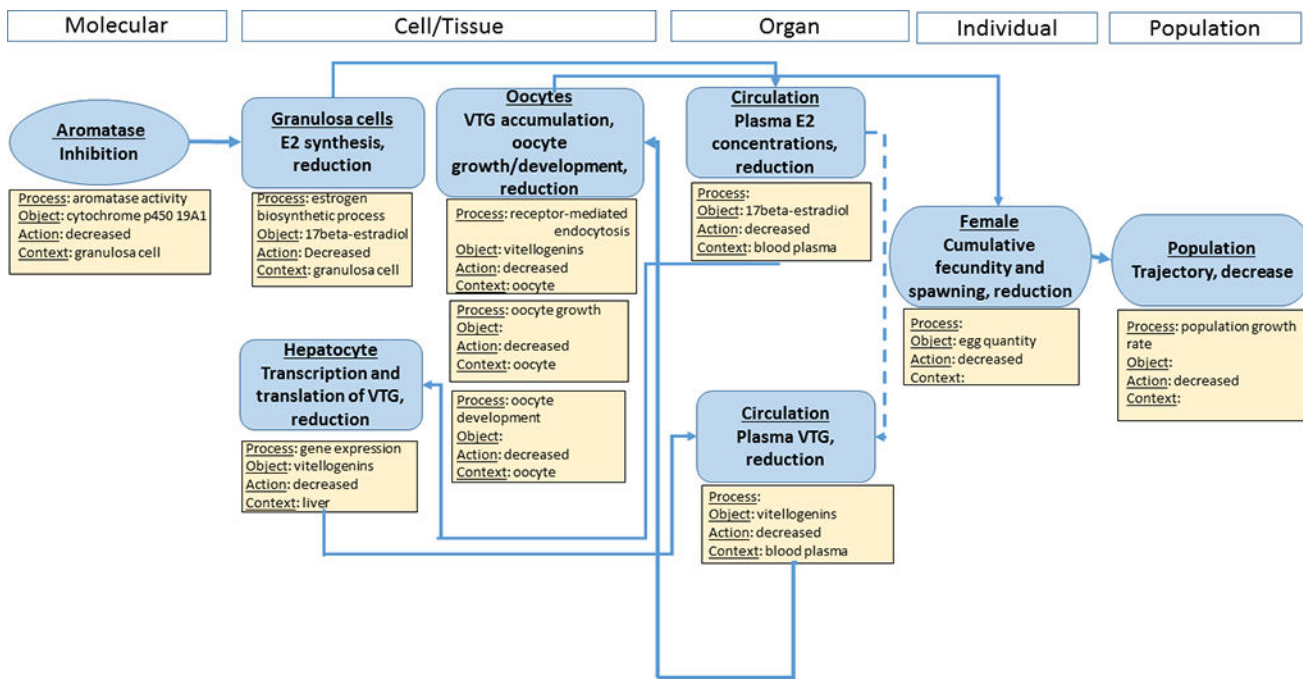 Molecular
Cell/Tissue
Organ
Individual
Population
Aromatase
Inhibition
Process: aromatase activity
Object: cytochrome p450 19A1
Action: decreased
Context: granulosa cell
Granulosa cells
E2 synthesis,
reduction
Process: estrogen
biosynthetic process
Object: 17beta-estradiol
Action: Decreased
Context: granulosa cell
Hepatocyte
Transcription and
translation of VTG,
reduction
Process: gene expression
Object: vitellogenins
Action: decreased
Context: liver
Oocytes
VTG accumulation,
oocyte
growth/development,
reduction
Process: receptor-mediated
endocytosis
Object: vitellogenins
Action: decreased
Context: oocyte
Process: oocyte growth
Object:
Action: decreased
Context: oocyte
Process: oocyte
development
Object:
Action: decreased
Context: oocyte
Circulation
Plasma E2
concentrations,
reduction
Process:
Object: 17beta-estradiol
Action: decreased
Context: blood plasma
Circulation
Plasma VTG,
reduction
Process:
Object: vitellogenins
Action: decreased
Context: blood plasma
Female
Cumulative
fecundity and
spawning, reduction
Process:
Object: egg quantity
Action: decreased
Context:
Population
Trajectory, decrease
Process: population growth
rate
Object:
Action: decreased
Context: